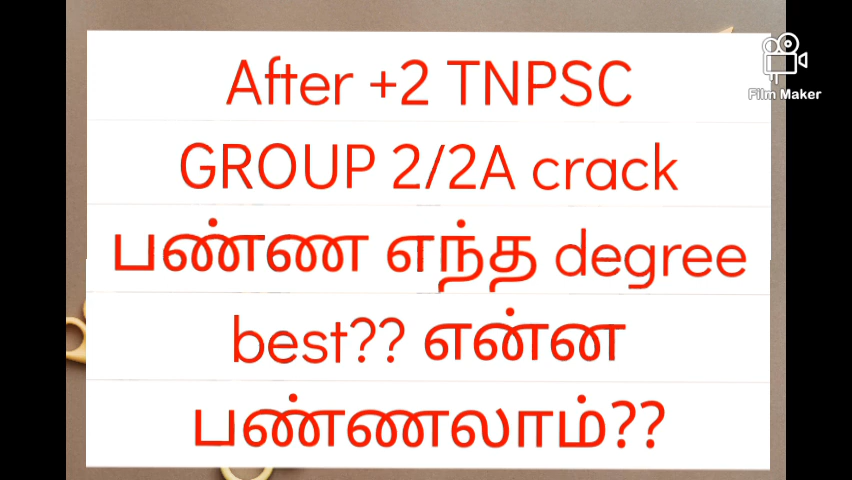 After +2 TNPSC
GROUP 2/2A crack
பண்ண எந்த degree
best?? என்ன
பண்ணலாம்??
Film Maker